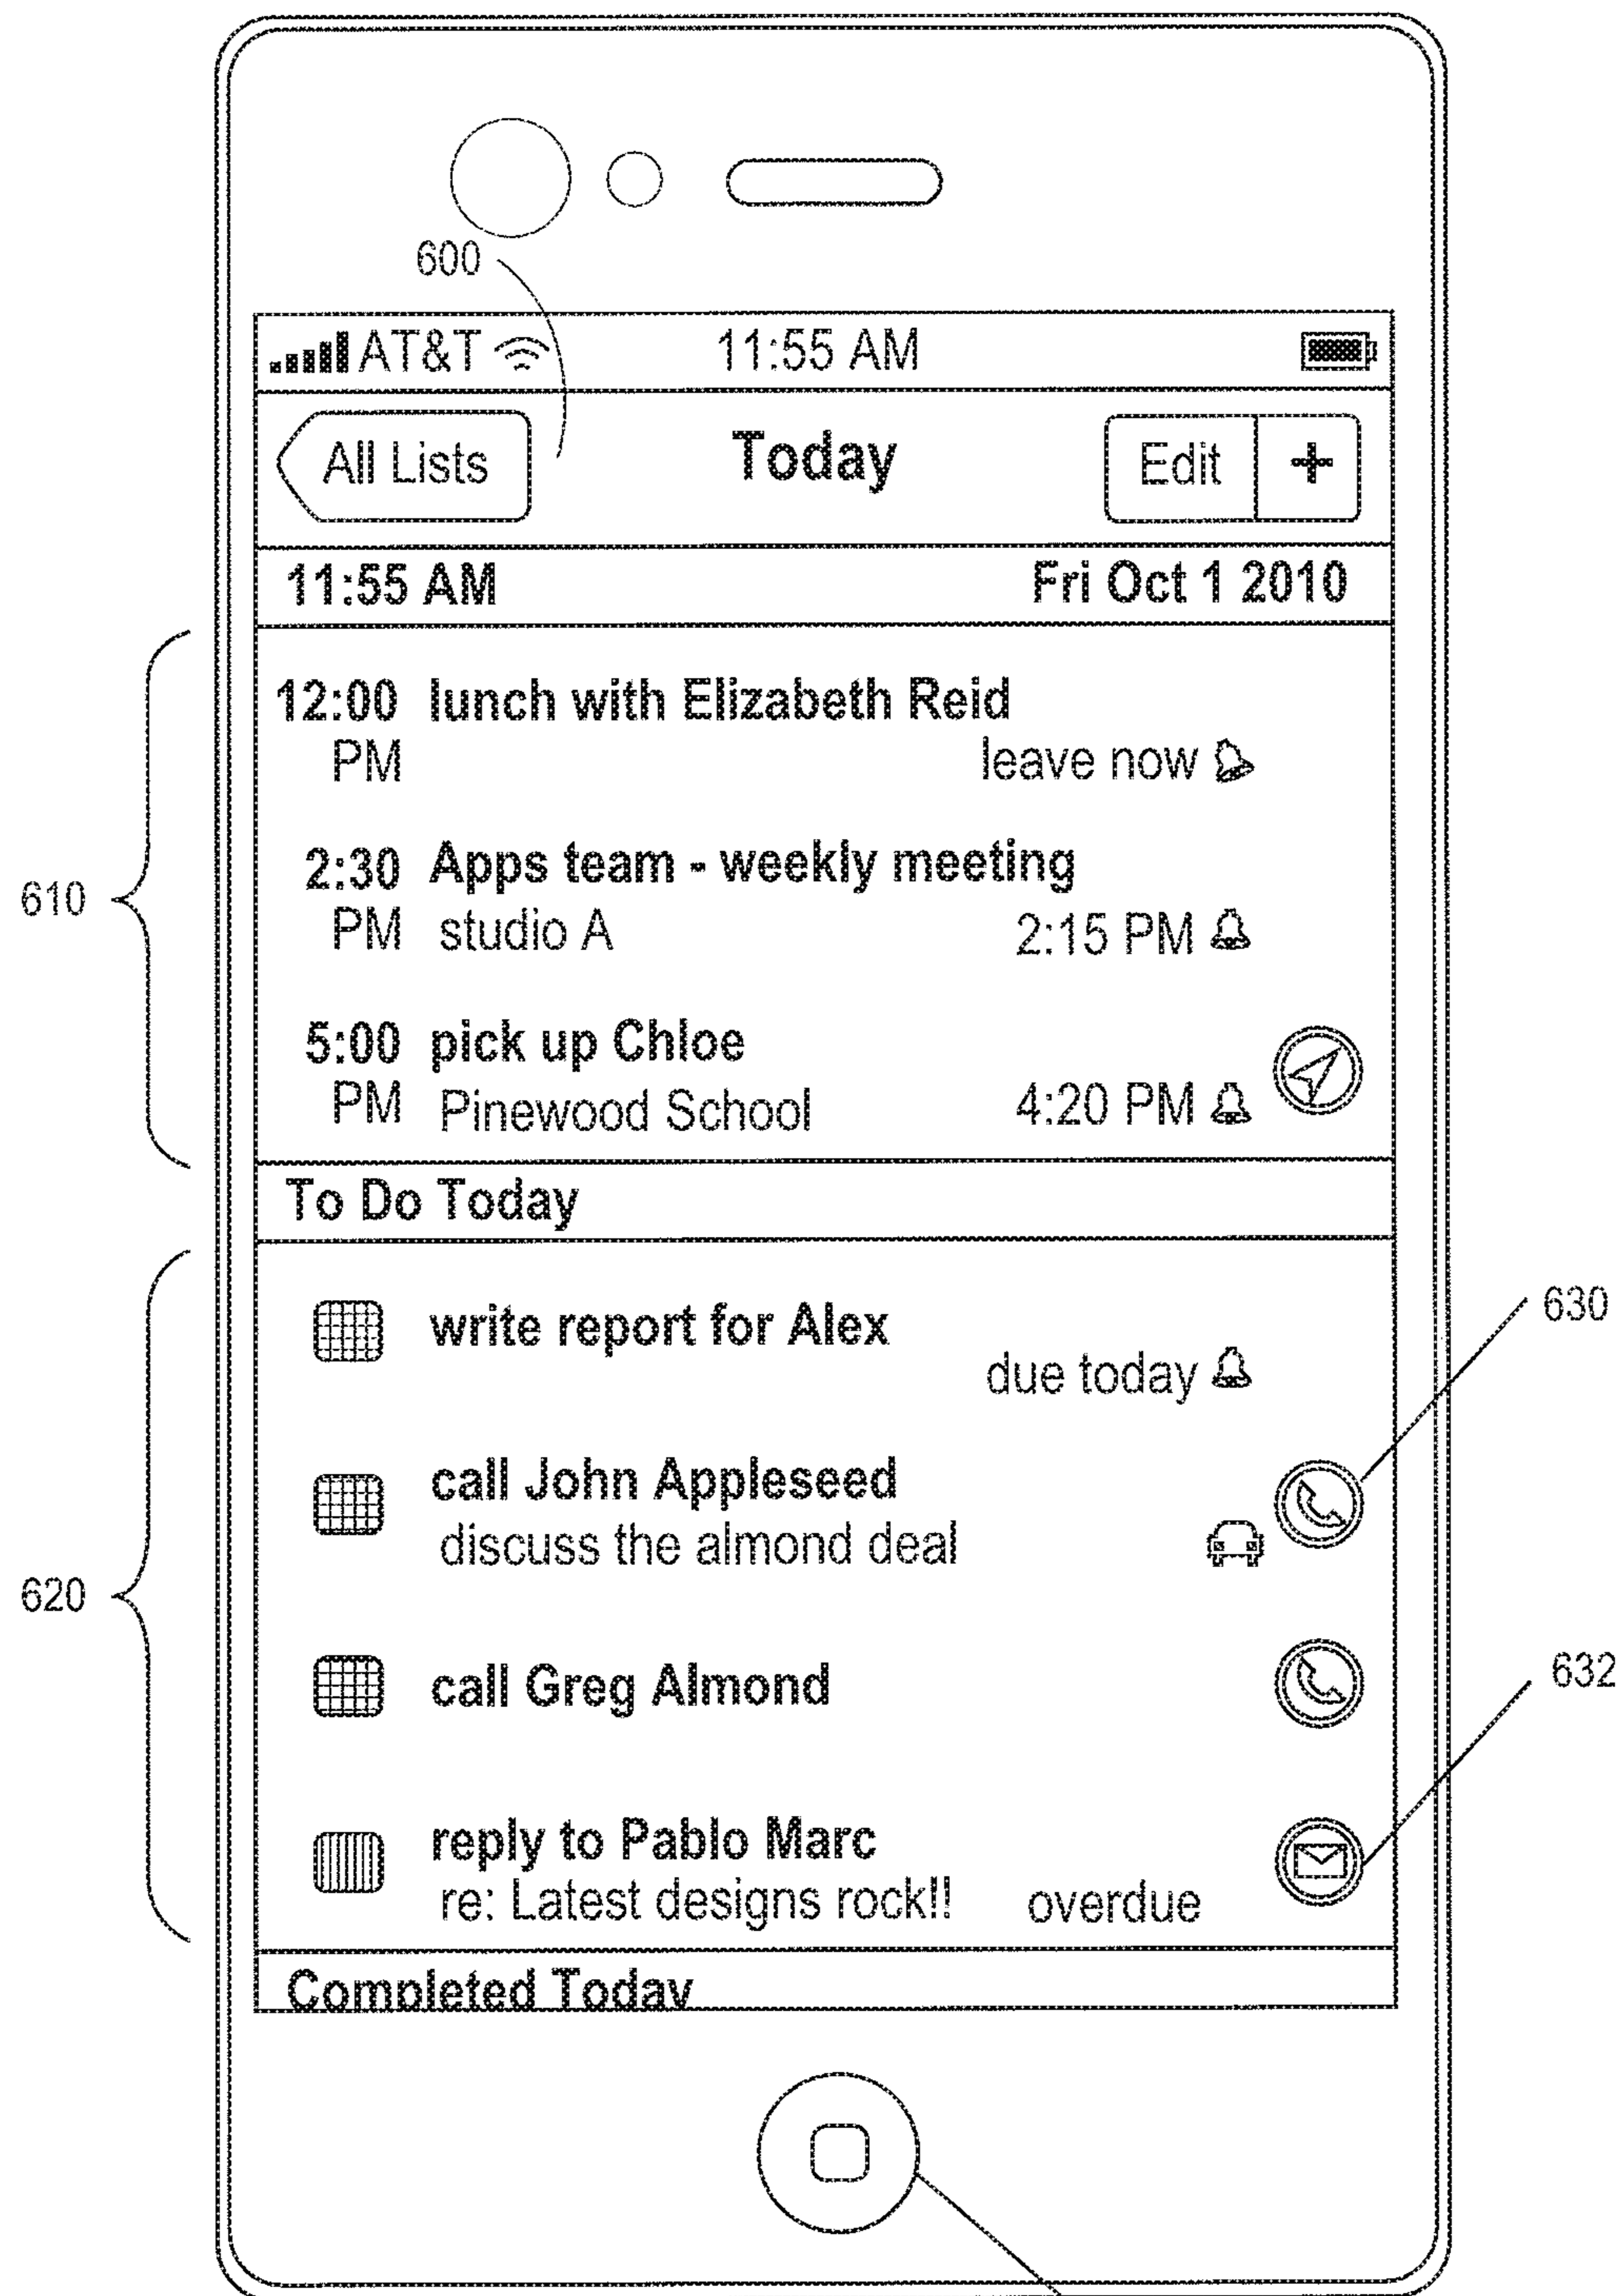 600
AT&T 11:55 AM
All Lists Today Edit +
11:55 AM Fri Oct 1 2010
12:00 lunch with Elizabeth Reid
PM leave now
2:30 Apps team - weekly meeting
610
PM studio A 2:15 PM
5:00 pick up Chloe
PM Pinewood School 4:20 PM
To Do Today
630
write report for Alex
due today
call John Appleseed
discuss the almond deal
620
632
call Greg Almond
reply to Pablo Marc
re: Latest designs rock!! overdue
Completed Today